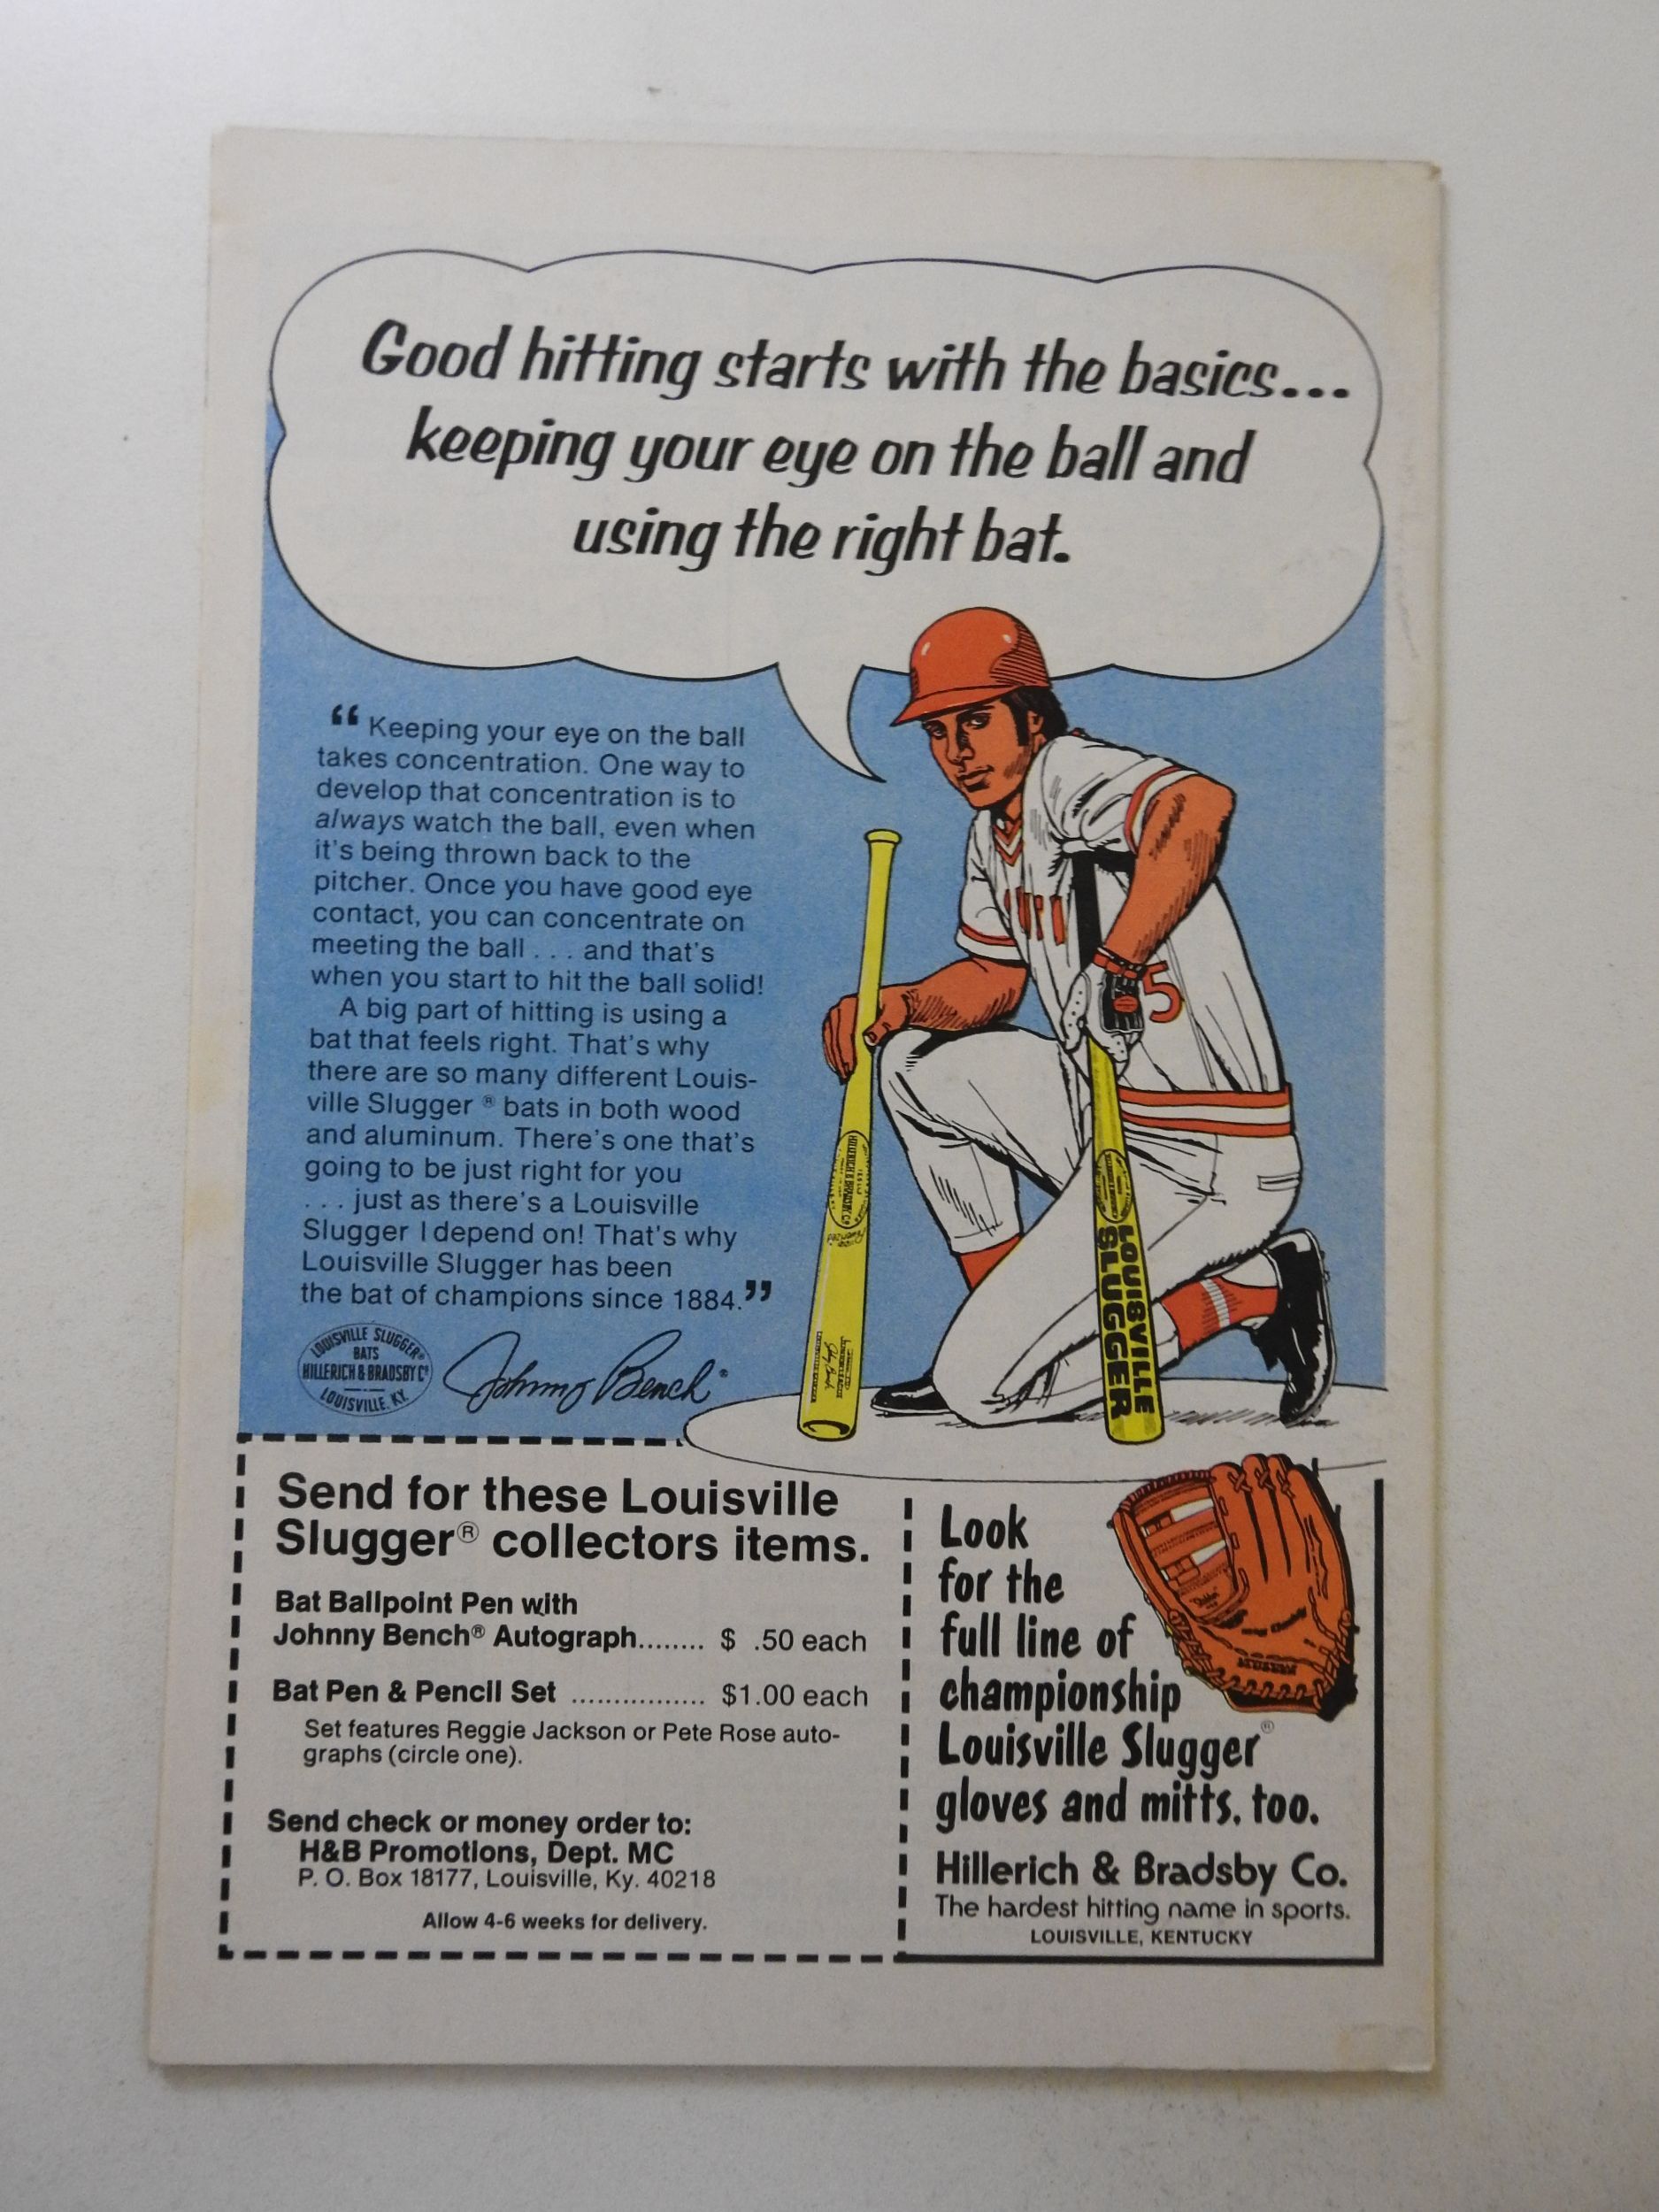 Good hitting starts with the basics...
keeping your eye on the ball and
using the right bat.
“Keeping your eye on the ball
takes concentration. One way to
develop that concentration is to
always watch the ball, even when
it's being thrown back to the
pitcher. Once you have good eye
contact, you can concentrate on
meeting the ball . . . and that's
when you start to hit the ball solid!
A big part of hitting is using a
bat that feels right. That's why
there are so many different Louis-
ville Slugger ® bats in both wood
and aluminum. There's one that's
going to be just right for you
. . . just as there's a Louisville
Slugger I depend on! That's why
Louisville Slugger has been
the bat of champions since 1884.”
LOUISVILLE SLUGGER®
BATS
HILLERICH & BRADSBY Cº
LOUISVILLE. KY.
Johnny Bench
5
HILLERICH & BRADSBY Cº
LOUISVILLE
SLUGGER
Send for these Louisville
Slugger® collectors items.
Bat Ballpoint Pen with
Johnny Bench® Autograph........ $ .50 each
Bat Pen & Pencil Set ................ $1.00 each
Set features Reggie Jackson or Pete Rose auto-
graphs (circle one).
Send check or money order to:
H&B Promotions, Dept. MC
P. O. Box 18177, Louisville, Ky. 40218
Allow 4-6 weeks for delivery.
Look
for the
full line of
championship
Louisville Slugger®
gloves and mitts, too.
Hillerich & Bradsby Co.
The hardest hitting name in sports.
LOUISVILLE, KENTUCKY